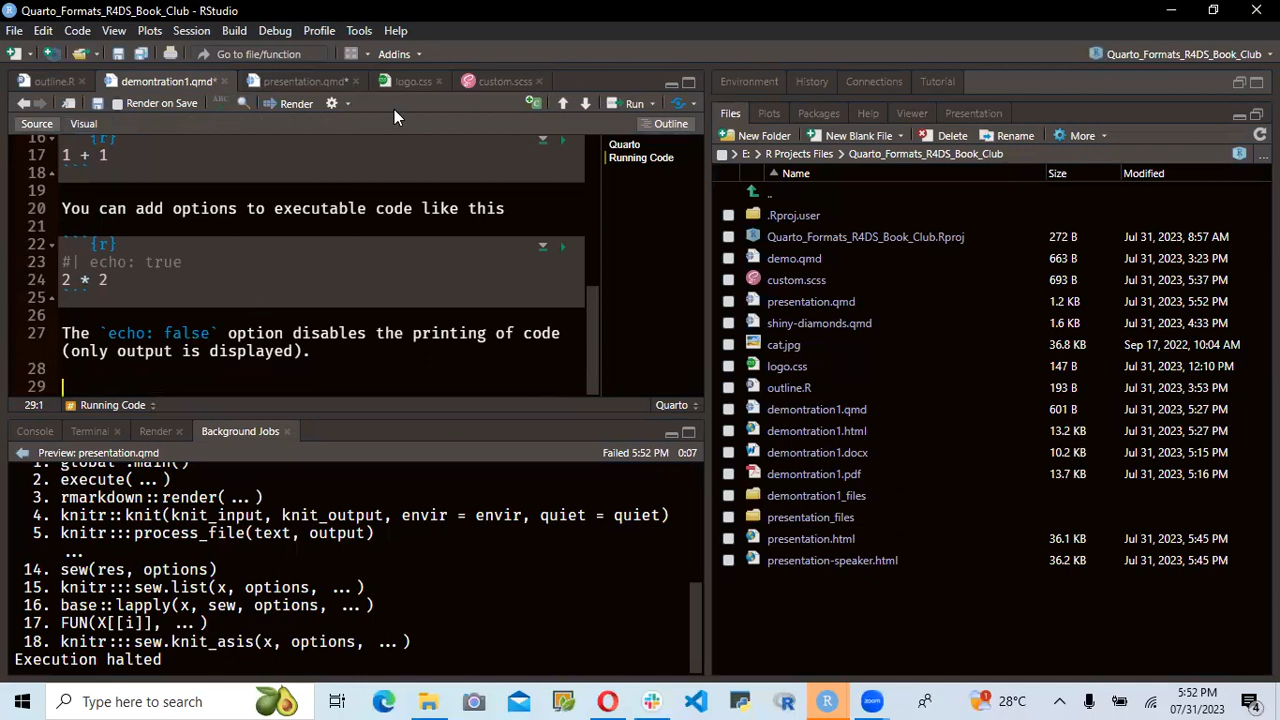 Quarto_Formats_R4DS_Book_Club - RStudio
File Edit Code View Plots Session Build Debug Profile Tools Help
Go to file/function Addins Quarto_Formats_R4DS_Book_Club
outline.R demontration1.qmd* presentation.qmd* logo.css custom.scss
Render on Save ABC Render Run
Source Visual Outline
16 ```{r}
17 1 + 1
18 ```
19
20 You can add options to executable code like this
21
22 ```{r}
23 #| echo: true
24 2 * 2
25 ```
26
27 The `echo: false` option disables the printing of code
(only output is displayed).
28
29
Quarto
Running Code
29:1 Running Code Quarto
Console Terminal Render Background Jobs
Preview: presentation.qmd Failed 5:52 PM 0:07
1. global .main()
2. execute( ... )
3. rmarkdown::render( ... )
4. knitr::knit(knit_input, knit_output, envir = envir, quiet = quiet)
5. knitr:::process_file(text, output)
...
14. sew(res, options)
15. knitr:::sew.list(x, options, ... )
16. base::lapply(x, sew, options, ... )
17. FUN(X[[i]], ... )
18. knitr:::sew.knit_asis(x, options, ... )
Execution halted
Environment History Connections Tutorial
Files Plots Packages Help Viewer Presentation
New Folder New Blank File Delete Rename More
E: R Projects Files Quarto_Formats_R4DS_Book_Club
Name Size Modified
..
.Rproj.user
Quarto_Formats_R4DS_Book_Club.Rproj 272 B Jul 31, 2023, 8:57 AM
demo.qmd 663 B Jul 31, 2023, 3:23 PM
custom.scss 693 B Jul 31, 2023, 5:37 PM
presentation.qmd 1.2 KB Jul 31, 2023, 5:52 PM
shiny-diamonds.qmd 1.6 KB Jul 31, 2023, 4:33 PM
cat.jpg 36.8 KB Sep 17, 2022, 10:04 AM
logo.css 147 B Jul 31, 2023, 12:10 PM
outline.R 193 B Jul 31, 2023, 3:53 PM
demontration1.qmd 601 B Jul 31, 2023, 5:27 PM
demontration1.html 13.2 KB Jul 31, 2023, 5:27 PM
demontration1.docx 10.2 KB Jul 31, 2023, 5:15 PM
demontration1.pdf 13.7 KB Jul 31, 2023, 5:16 PM
demontration1_files
presentation_files
presentation.html 36.1 KB Jul 31, 2023, 5:45 PM
presentation-speaker.html 36.2 KB Jul 31, 2023, 5:45 PM
Type here to search 28°C 5:52 PM
07/31/2023